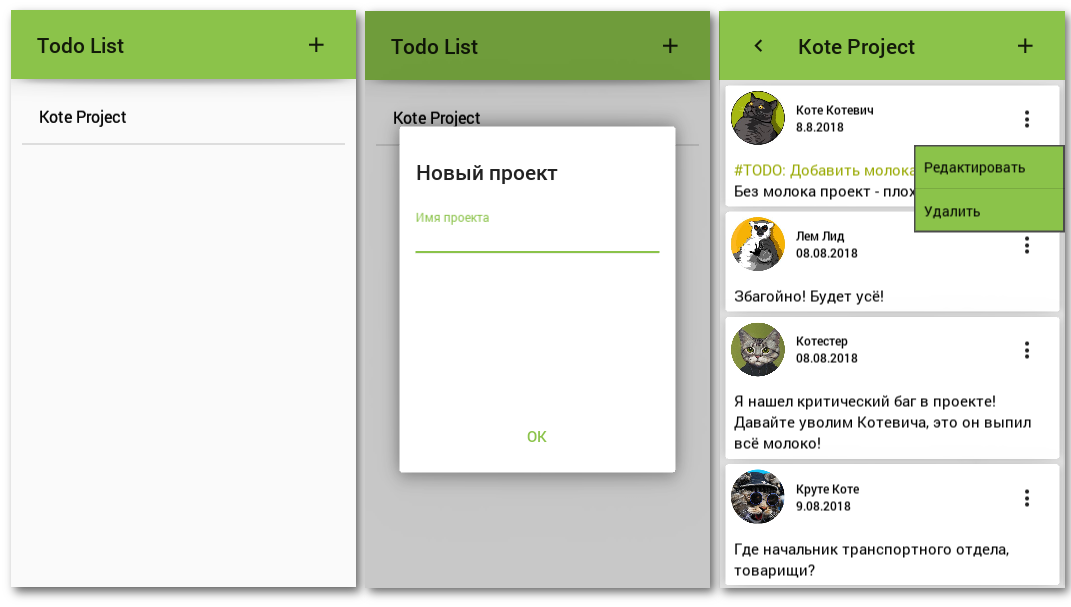 Todo List
+
Kote Project
Todo List
+
Kote Project
Новый проект
Имя проекта
ОК
Kote Project
+
Коте Котевич
8.8.2018
#TODO: Добавить молока
Без молока проект - плох
Редактировать
Удалить
Лем Лид
08.08.2018
Збагойно! Будет усё!
Котестер
08.08.2018
Я нашел критический баг в проекте!
Давайте уволим Котевича, это он выпил
всё молоко!
Круте Коте
9.08.2018
Где начальник транспортного отдела,
товарищи?